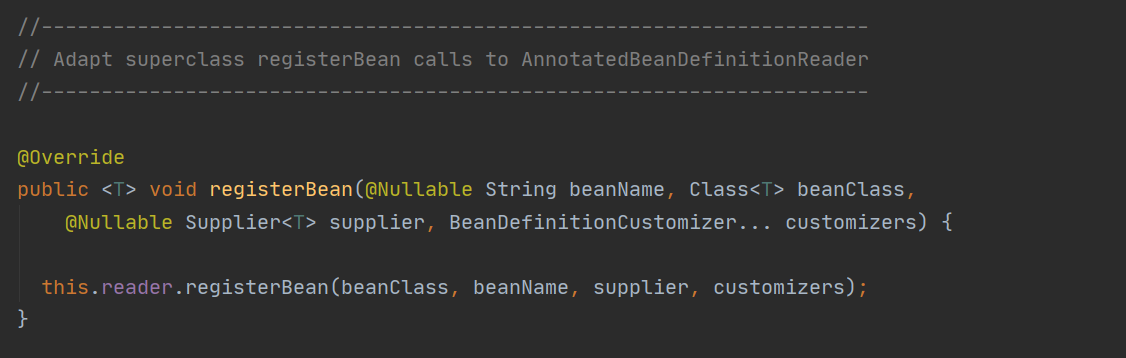 //---------------------------------------------------------------------
// Adapt superclass registerBean calls to AnnotatedBeanDefinitionReader
//---------------------------------------------------------------------
@Override
public <T> void registerBean(@Nullable String beanName, Class<T> beanClass,
@Nullable Supplier<T> supplier, BeanDefinitionCustomizer... customizers) {
this.reader.registerBean(beanClass, beanName, supplier, customizers);
}